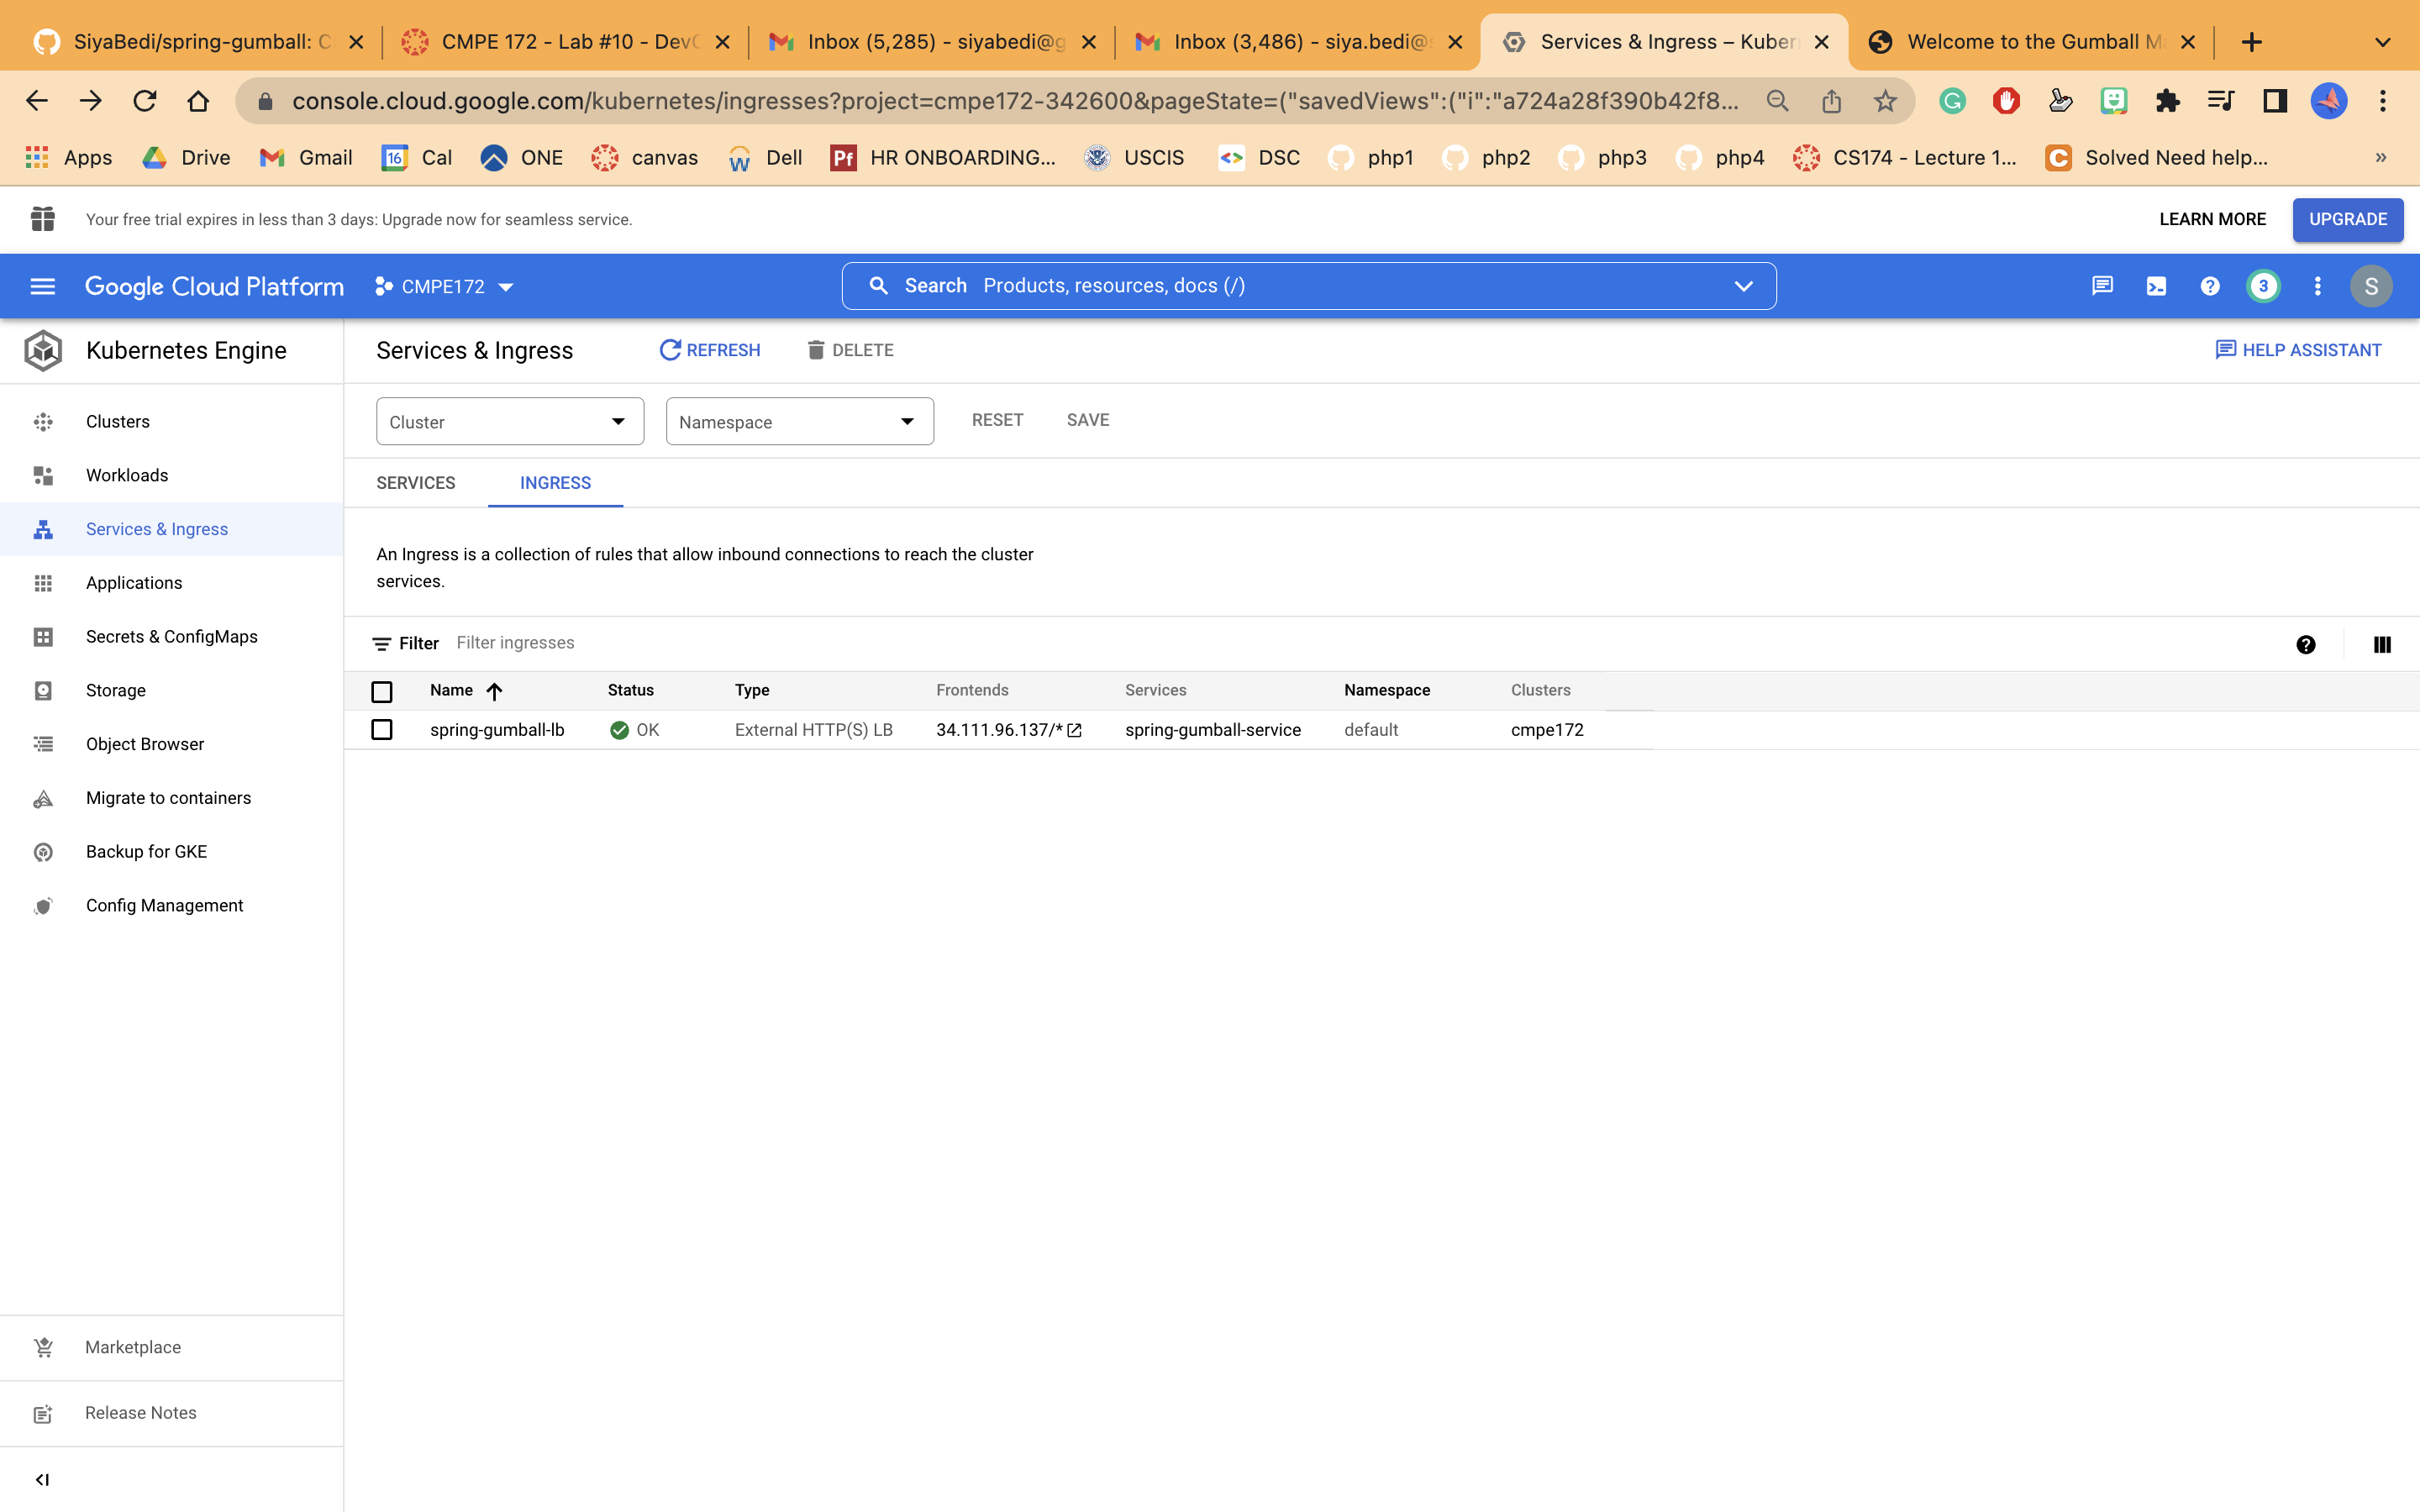 SiyaBedi/spring-gumball: C
CMPE 172 - Lab #10 - DevO
Inbox (5,285) - siyabedi@g
Inbox (3,486) - siya.bedi@s
Services & Ingress – Kuber
Welcome to the Gumball Ma
console.cloud.google.com/kubernetes/ingresses?project=cmpe172-342600&pageState=("savedViews":("i":"a724a28f390b42f8...
Apps
Drive
Gmail
16
Cal
ONE
canvas
Dell
Pf
HR ONBOARDING...
USCIS
DSC
php1
php2
php3
php4
CS174 - Lecture 1...
Solved Need help...
»
Your free trial expires in less than 3 days: Upgrade now for seamless service.
LEARN MORE
UPGRADE
Google Cloud Platform
CMPE172
Search Products, resources, docs (/)
3
S
Kubernetes Engine
Services & Ingress
REFRESH
DELETE
HELP ASSISTANT
Clusters
Workloads
Services & Ingress
Applications
Secrets & ConfigMaps
Storage
Object Browser
Migrate to containers
Backup for GKE
Config Management
Marketplace
Release Notes
Cluster
Namespace
RESET
SAVE
SERVICES
INGRESS
An Ingress is a collection of rules that allow inbound connections to reach the cluster
services.
Filter Filter ingresses
Name Status Type Frontends Services Namespace Clusters
spring-gumball-lb OK External HTTP(S) LB 34.111.96.137/* spring-gumball-service default cmpe172